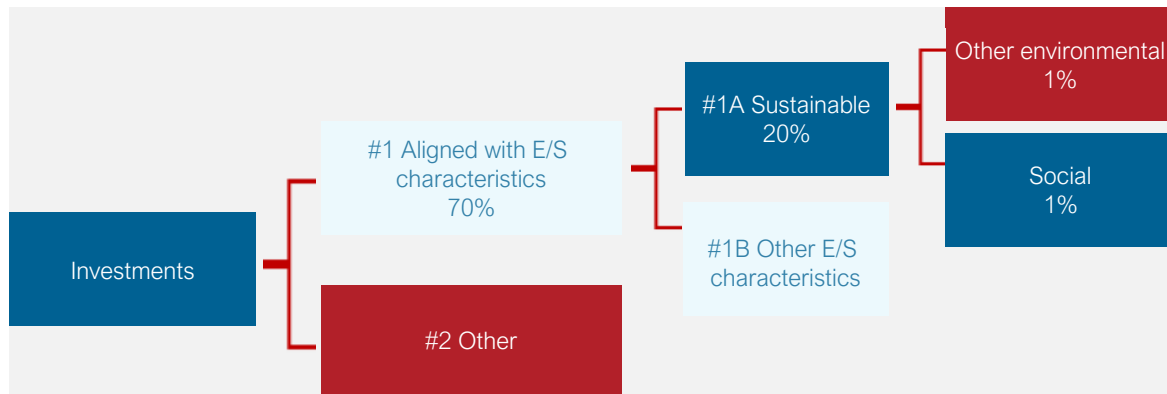 Investments
#1 Aligned with E/S
characteristics
70%
#2 Other
#1A Sustainable
20%
#1B Other E/S
characteristics
Other environmental
1%
Social
1%